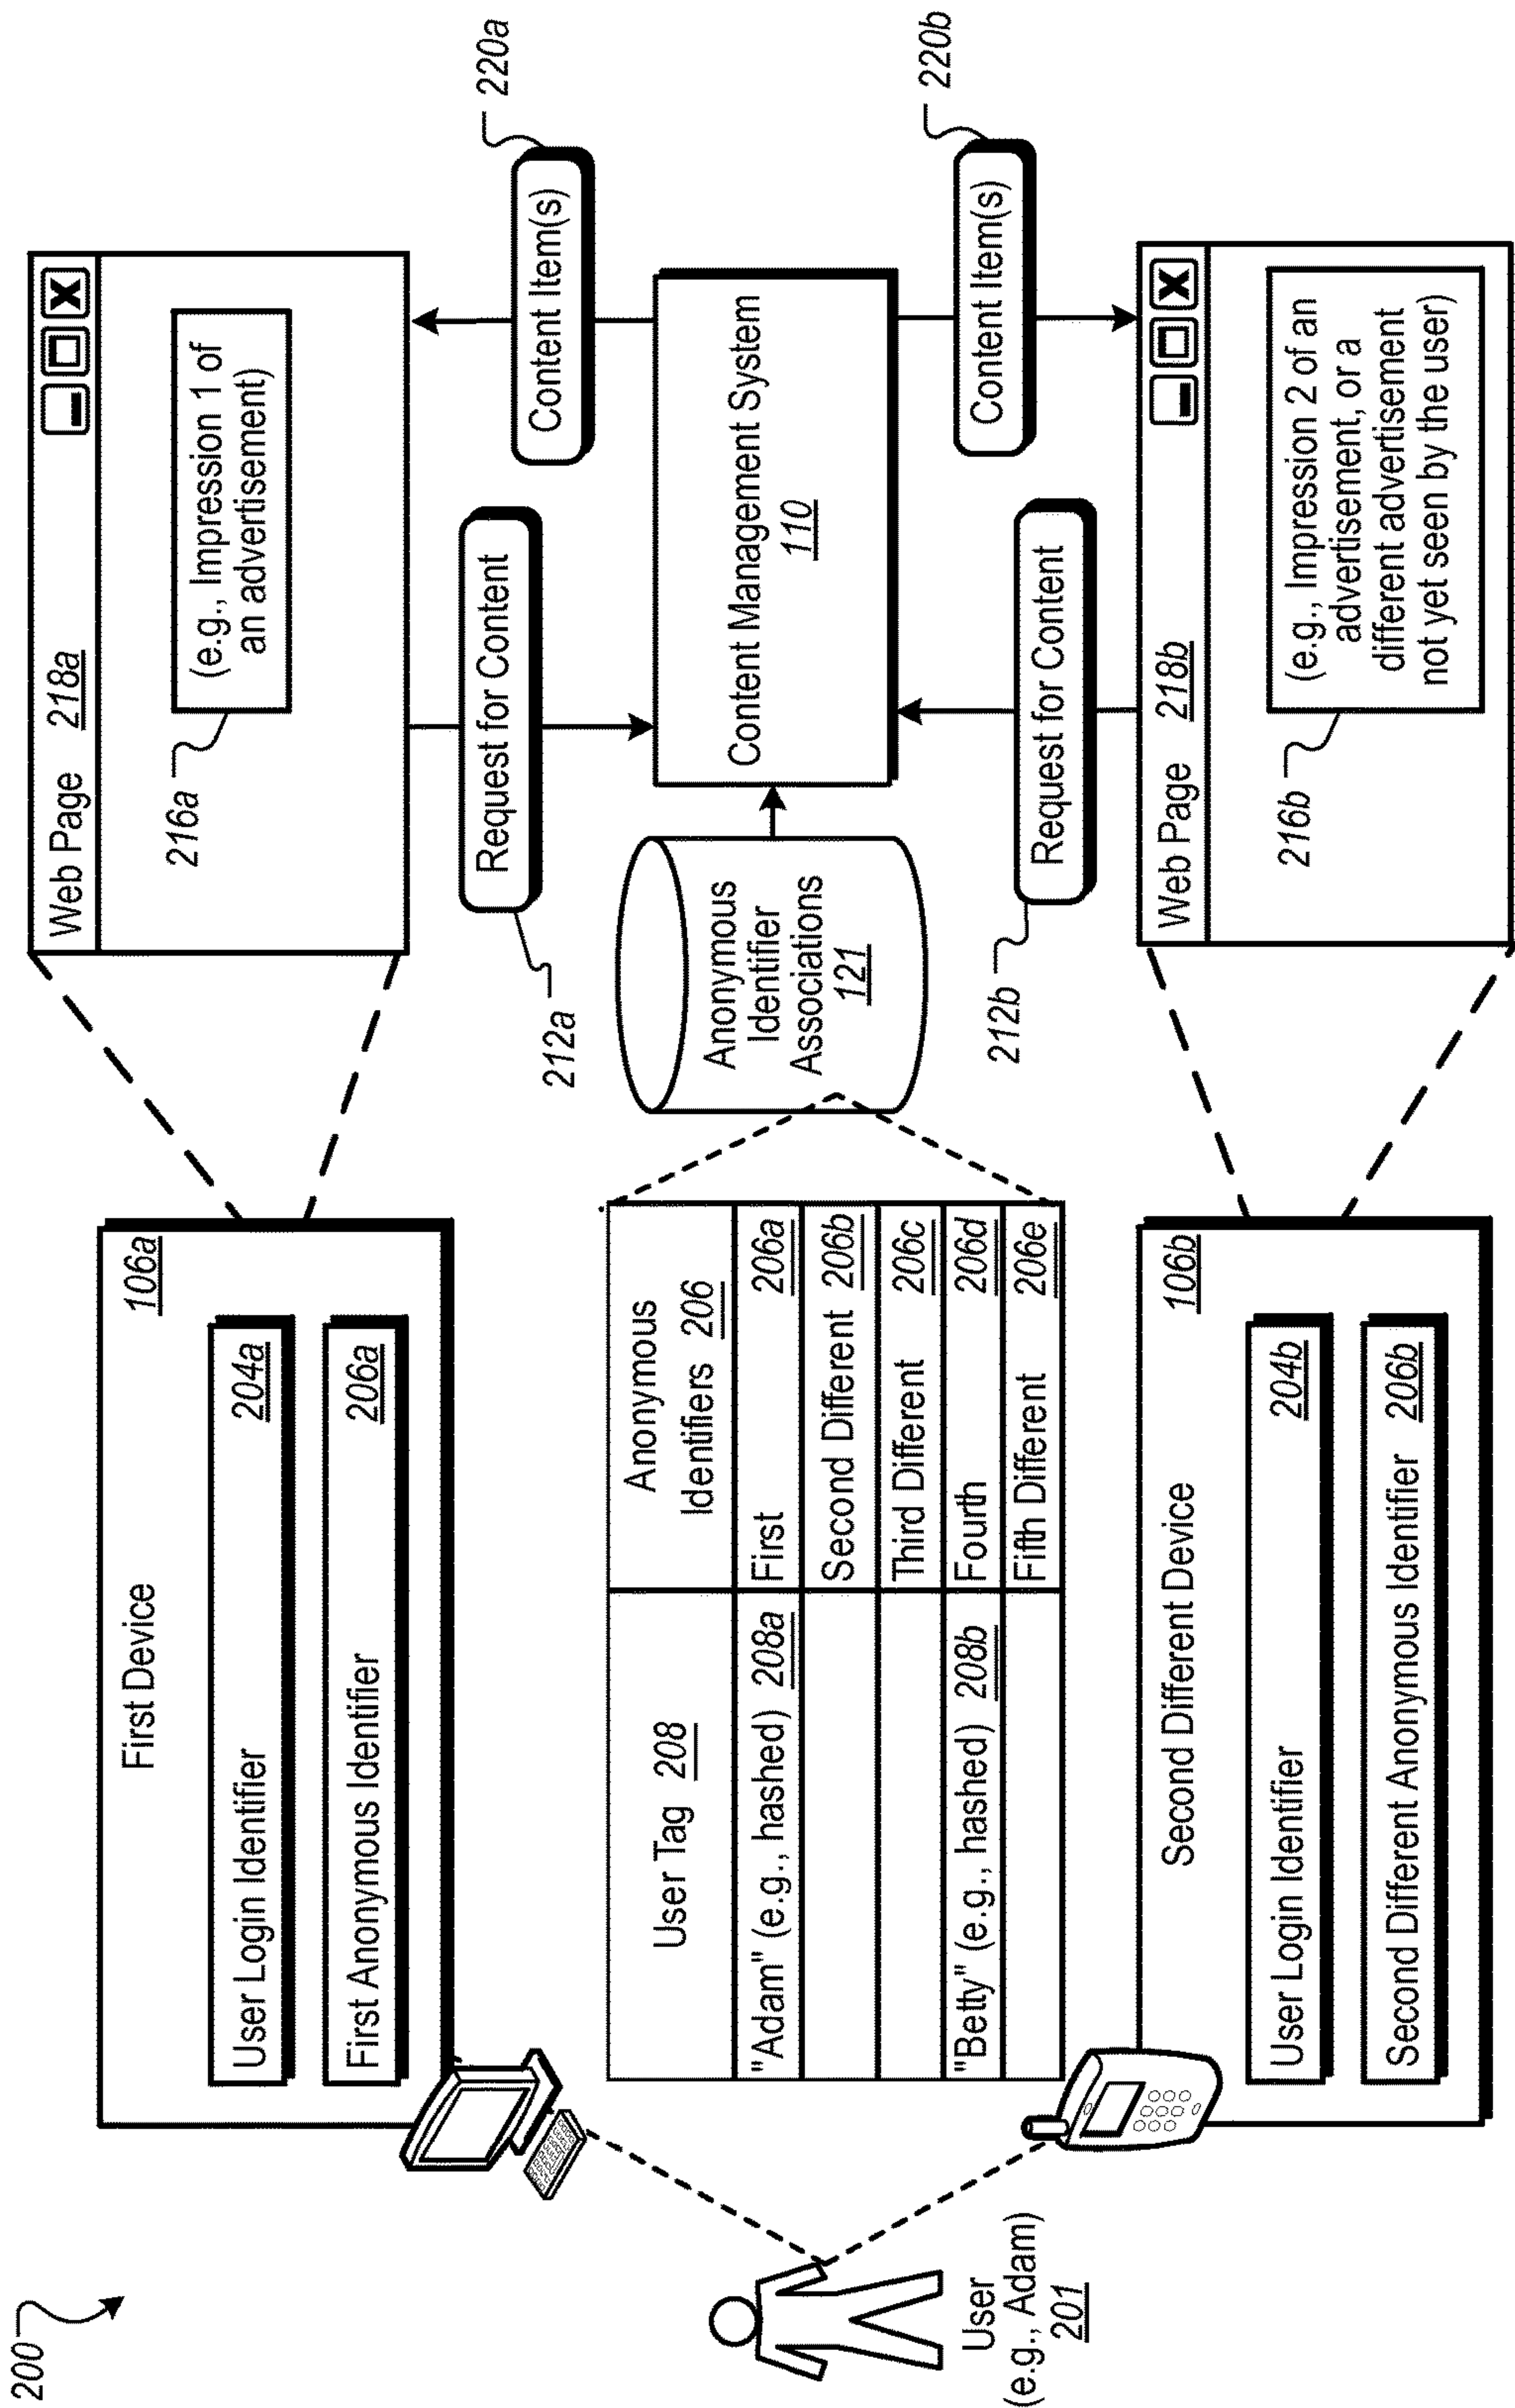 200
First Device
106a
User Login Identifier 204a
First Anonymous Identifier 206a
Web Page 218a
216a
(e.g., Impression 1 of
an advertisement)
212a
Request for Content
Content Item(s)
220a
User
(e.g., Adam)
201
User Tag 208
Anonymous
Identifiers 206
"Adam" (e.g., hashed) 208a
First 206a
Second Different 206b
Third Different 206c
"Betty" (e.g., hashed) 208b
Fourth 206d
Fifth Different 206e
Anonymous
Identifier
Associations
121
Content Management System
110
212b
Request for Content
Content Item(s)
220b
Second Different Device
106b
User Login Identifier 204b
Second Different Anonymous Identifier 206b
Web Page 218b
216b
(e.g., Impression 2 of an
advertisement, or a
different advertisement
not yet seen by the user)